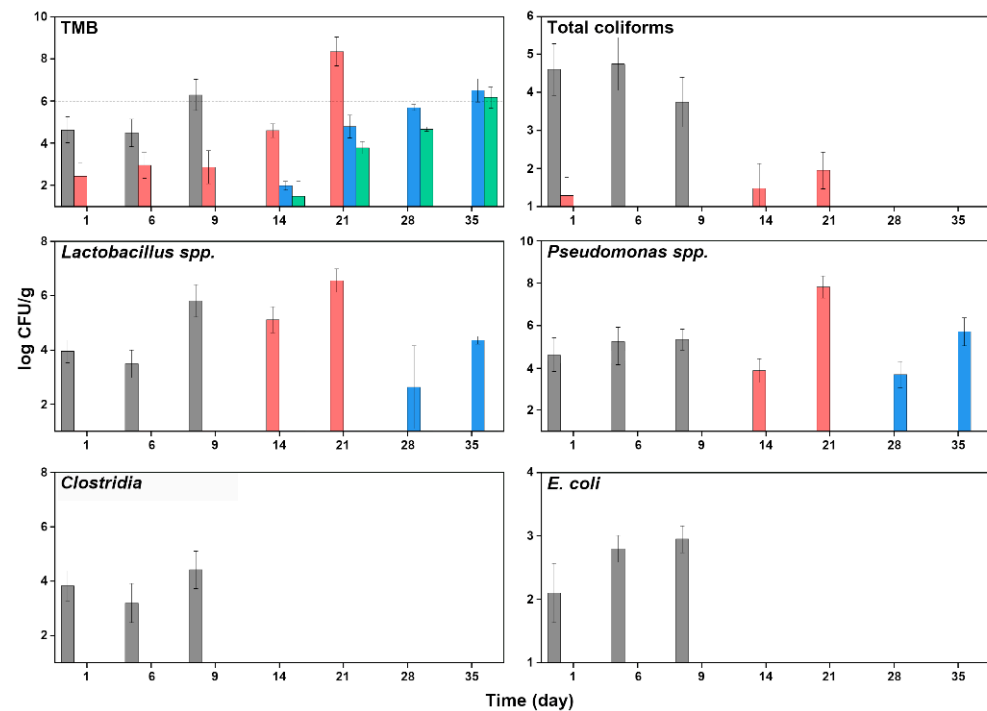 TMB
10
8
6
4
2
1 6 9 14 21 28 35
Total coliforms
6
5
4
3
2
1
1 6 9 14 21 28 35
log CFU/g
Lactobacillus spp.
8
6
4
2
1 6 9 14 21 28 35
Pseudomonas spp.
10
8
6
4
2
1 6 9 14 21 28 35
Clostridia
8
6
4
2
1 6 9 14 21 28 35
E. coli
4
3
2
1
1 6 9 14 21 28 35
Time (day)